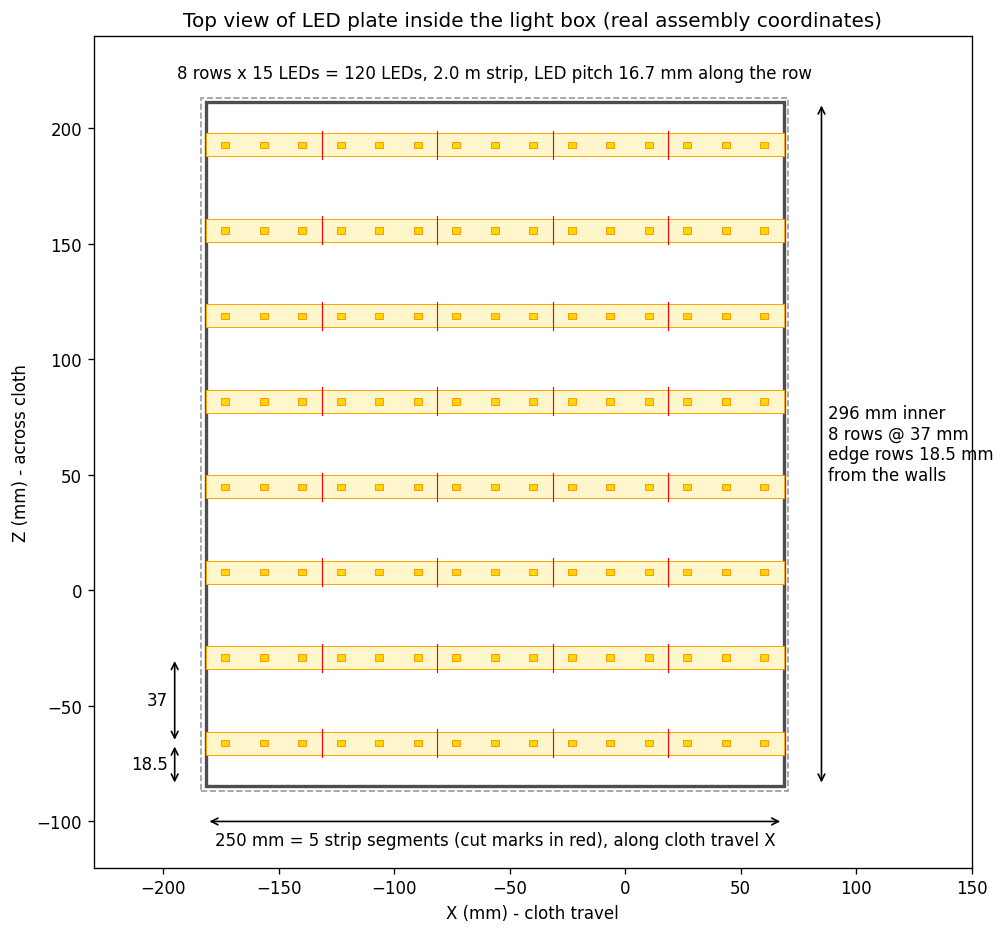 Top view of LED plate inside the light box (real assembly coordinates)
8 rows x 15 LEDs = 120 LEDs, 2.0 m strip, LED pitch 16.7 mm along the row
200
150
100
50
0
−50
−100
Z (mm) - across cloth
296 mm inner
8 rows @ 37 mm
edge rows 18.5 mm
from the walls
37
18.5
250 mm = 5 strip segments (cut marks in red), along cloth travel X
−200
−150
−100
−50
0
50
100
150
X (mm) - cloth travel